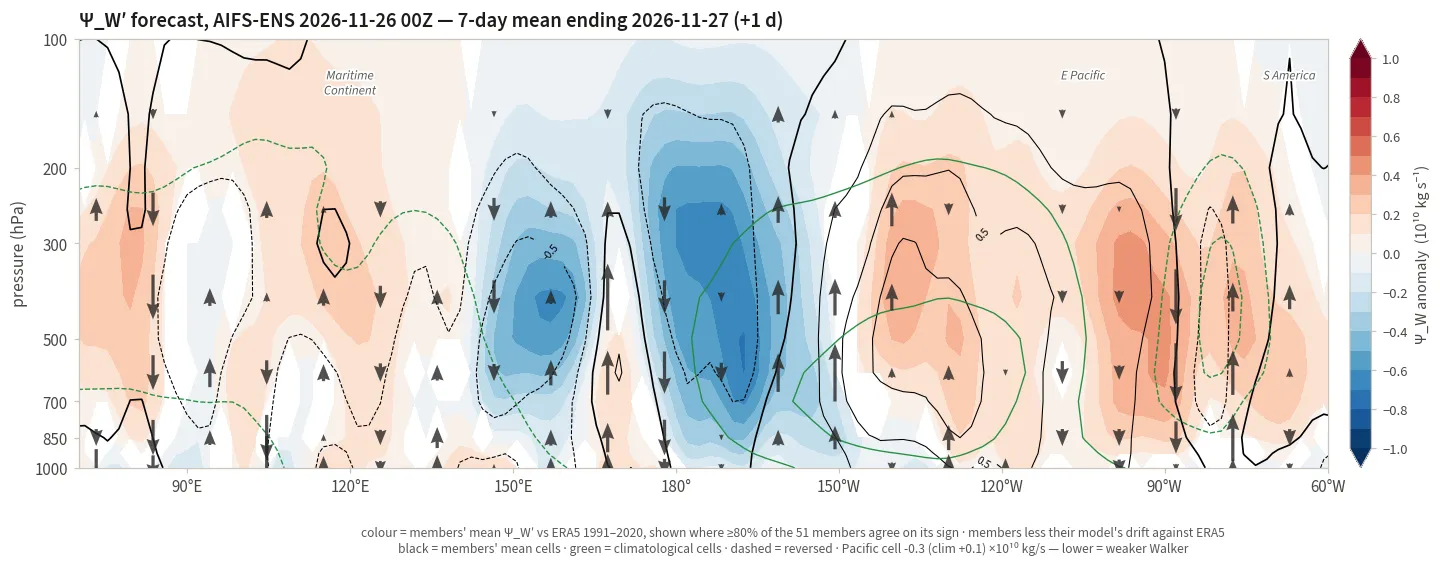 Ψ_W′ forecast, AIFS-ENS 2026-11-26 00Z — 7-day mean ending 2026-11-27 (+1 d)
100
200
300
400
500
700
850
1000
pressure (hPa)
Maritime
Continent
E Pacific
S America
-0.5
0.5
0.5
90°E
120°E
150°E
180°
150°W
120°W
90°W
60°W
1.0
0.8
0.6
0.4
0.2
0.0
−0.2
−0.4
−0.6
−0.8
−1.0
Ψ_W anomaly (10¹⁰ kg s⁻¹)
colour = members' mean Ψ_W′ vs ERA5 1991–2020, shown where ≥80% of the 51 members agree on its sign · members less their model's drift against ERA5
black = members' mean cells · green = climatological cells · dashed = reversed · Pacific cell -0.3 (clim +0.1) ×10¹⁰ kg/s — lower = weaker Walker